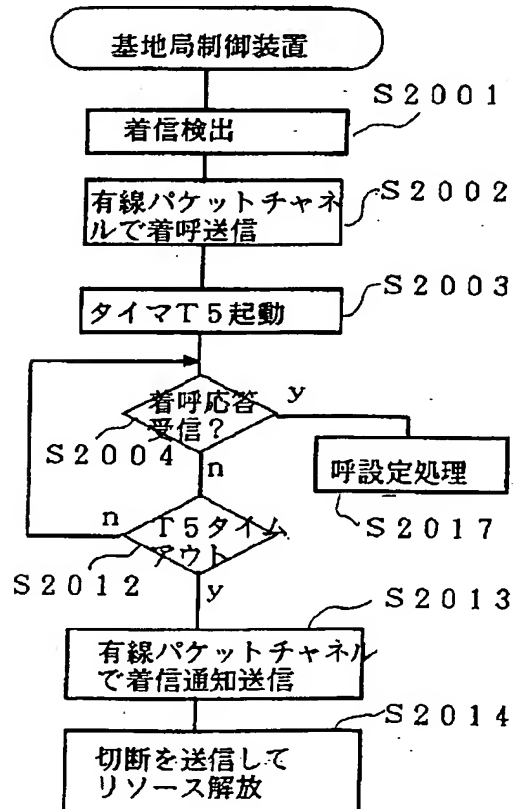 基地局制御装置
S2001
着信検出
S2002
有線パケットチャネ
ルで着呼送信
S2003
タイマT5起動
着呼応答
受信?
y
S2004
n
呼設定処理
S2017
n
T5タイム
アウト
S2012
y
S2013
有線パケットチャネル
で着信通知送信
S2014
切断を送信して
リソース解放